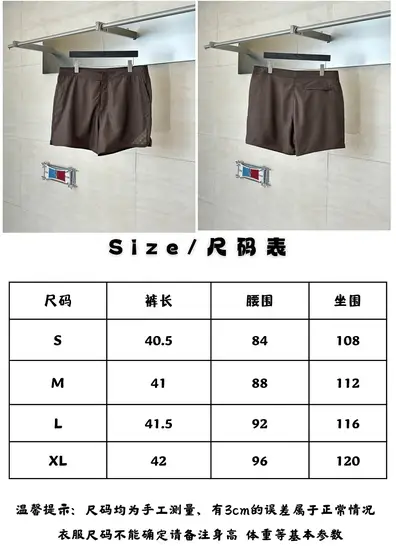 Size/尺码表
尺码 裤长 腰围 坐围
S 40.5 84 108
M 41 88 112
L 41.5 92 116
XL 42 96 120
温馨提示：尺码均为手工测量、有3cm的误差属于正常情况
衣服尺码不能确定请备注身高 体重等基本参数